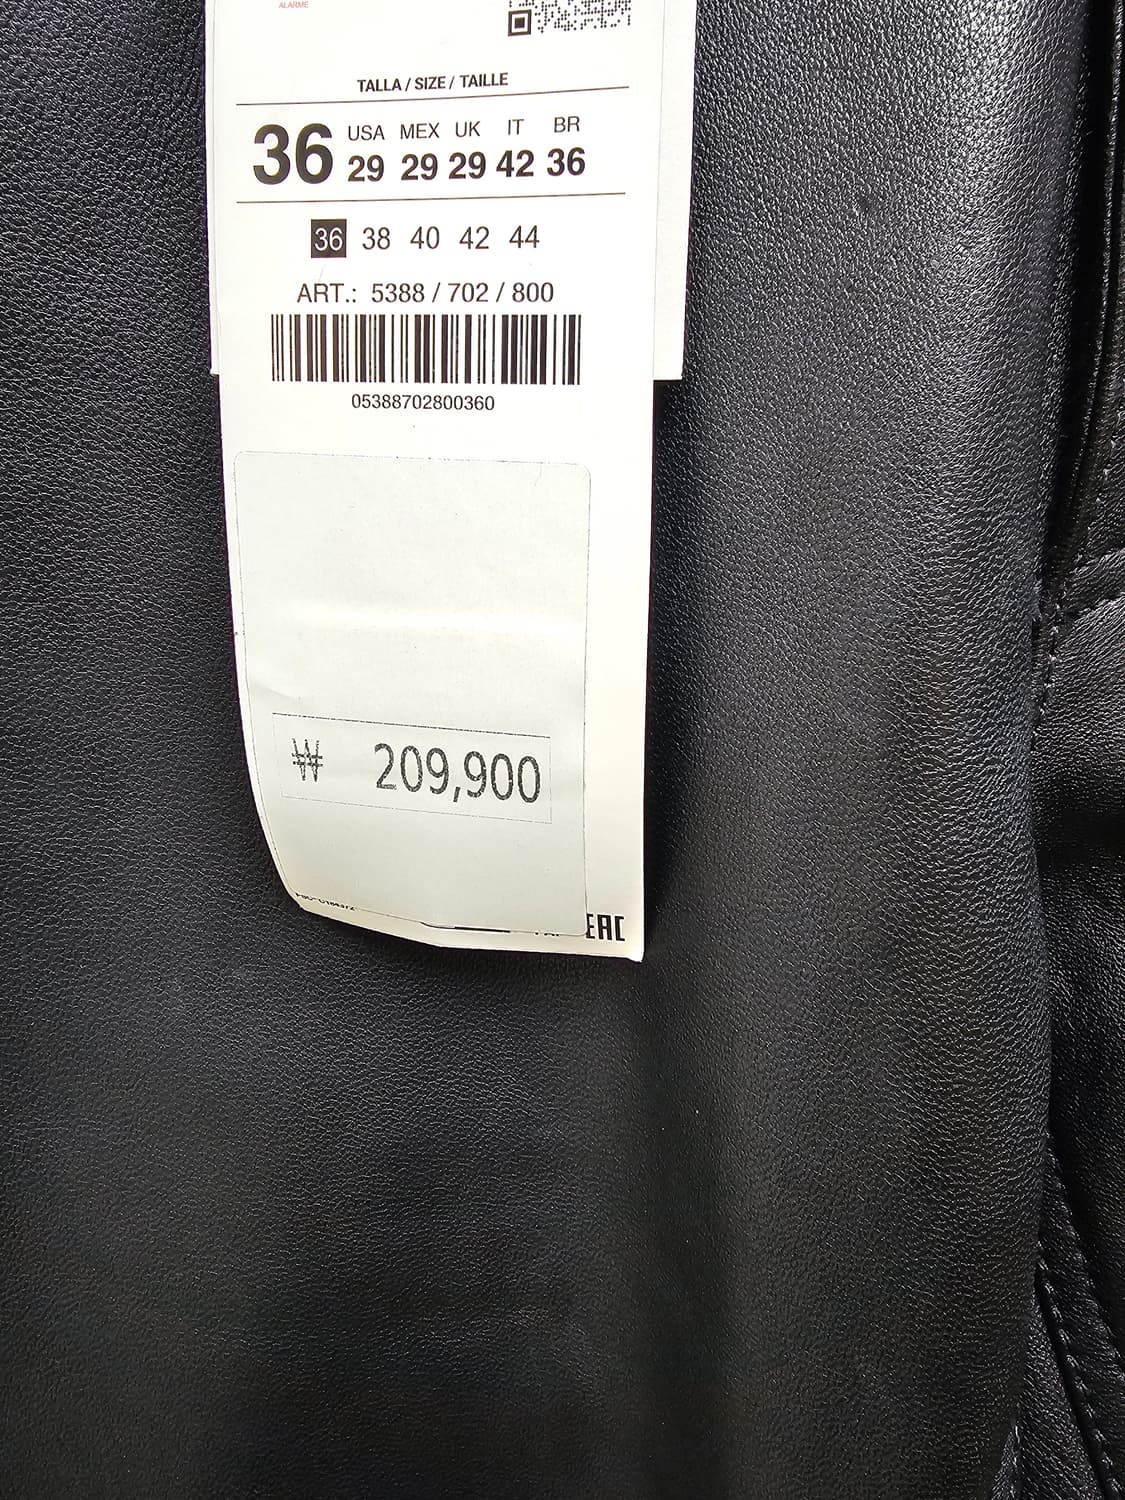 ALARME
TALLA / SIZE / TAILLE
36 USA MEX UK IT BR
29 29 29 42 36
36 38 40 42 44
ART.: 5388 / 702 / 800
05388702800360
₩ 209,900
EAC